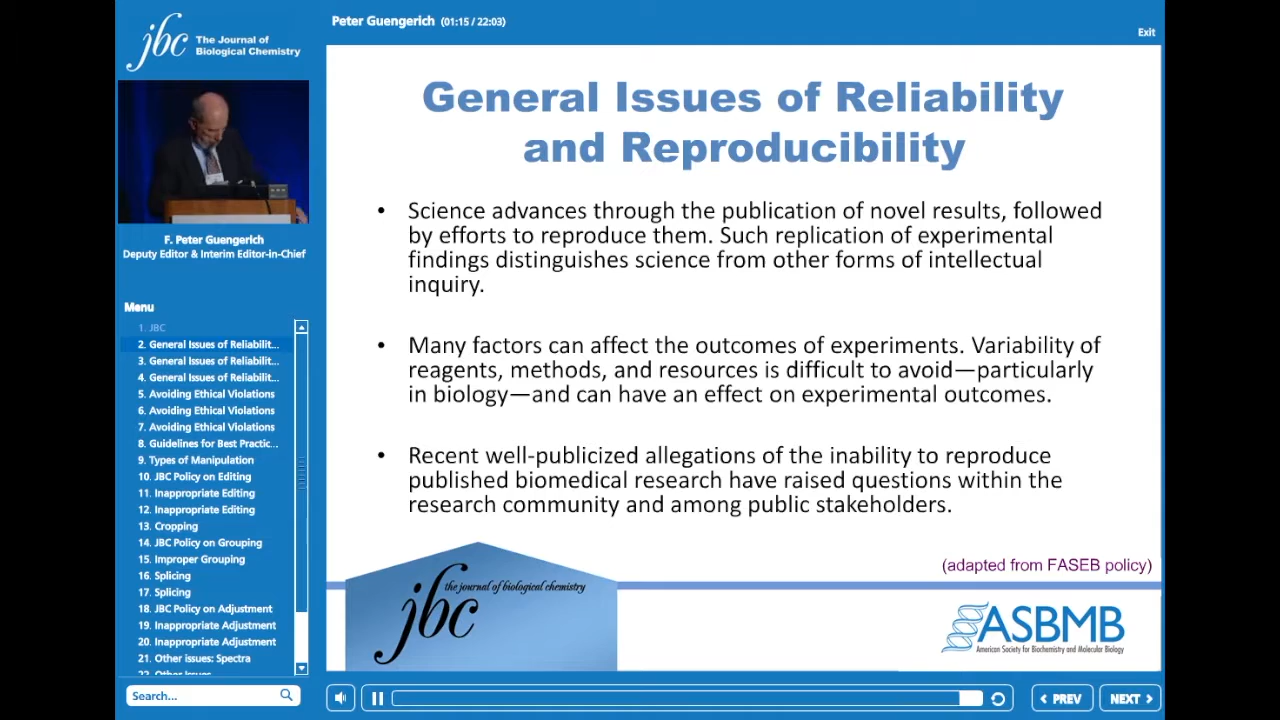 jbc
The Journal of
Biological Chemistry
Peter Guengerich (01:15 / 22:03)
Exit
F. Peter Guengerich
Deputy Editor & Interim Editor-in-Chief
Menu
1. JBC
2. General Issues of Reliabilit...
3. General Issues of Reliabilit...
4. General Issues of Reliabilit...
5. Avoiding Ethical Violations
6. Avoiding Ethical Violations
7. Avoiding Ethical Violations
8. Guidelines for Best Practic...
9. Types of Manipulation
10. JBC Policy on Editing
11. Inappropriate Editing
12. Inappropriate Editing
13. Cropping
14. JBC Policy on Grouping
15. Improper Grouping
16. Splicing
17. Splicing
18. JBC Policy on Adjustment
19. Inappropriate Adjustment
20. Inappropriate Adjustment
21. Other issues: Spectra
22. Other Issues
Search...
General Issues of Reliability
and Reproducibility
• Science advances through the publication of novel results, followed
by efforts to reproduce them. Such replication of experimental
findings distinguishes science from other forms of intellectual
inquiry.
• Many factors can affect the outcomes of experiments. Variability of
reagents, methods, and resources is difficult to avoid—particularly
in biology—and can have an effect on experimental outcomes.
• Recent well-publicized allegations of the inability to reproduce
published biomedical research have raised questions within the
research community and among public stakeholders.
(adapted from FASEB policy)
the journal of biological chemistry
jbc
ASBMB
American Society for Biochemistry and Molecular Biology
PREV
NEXT